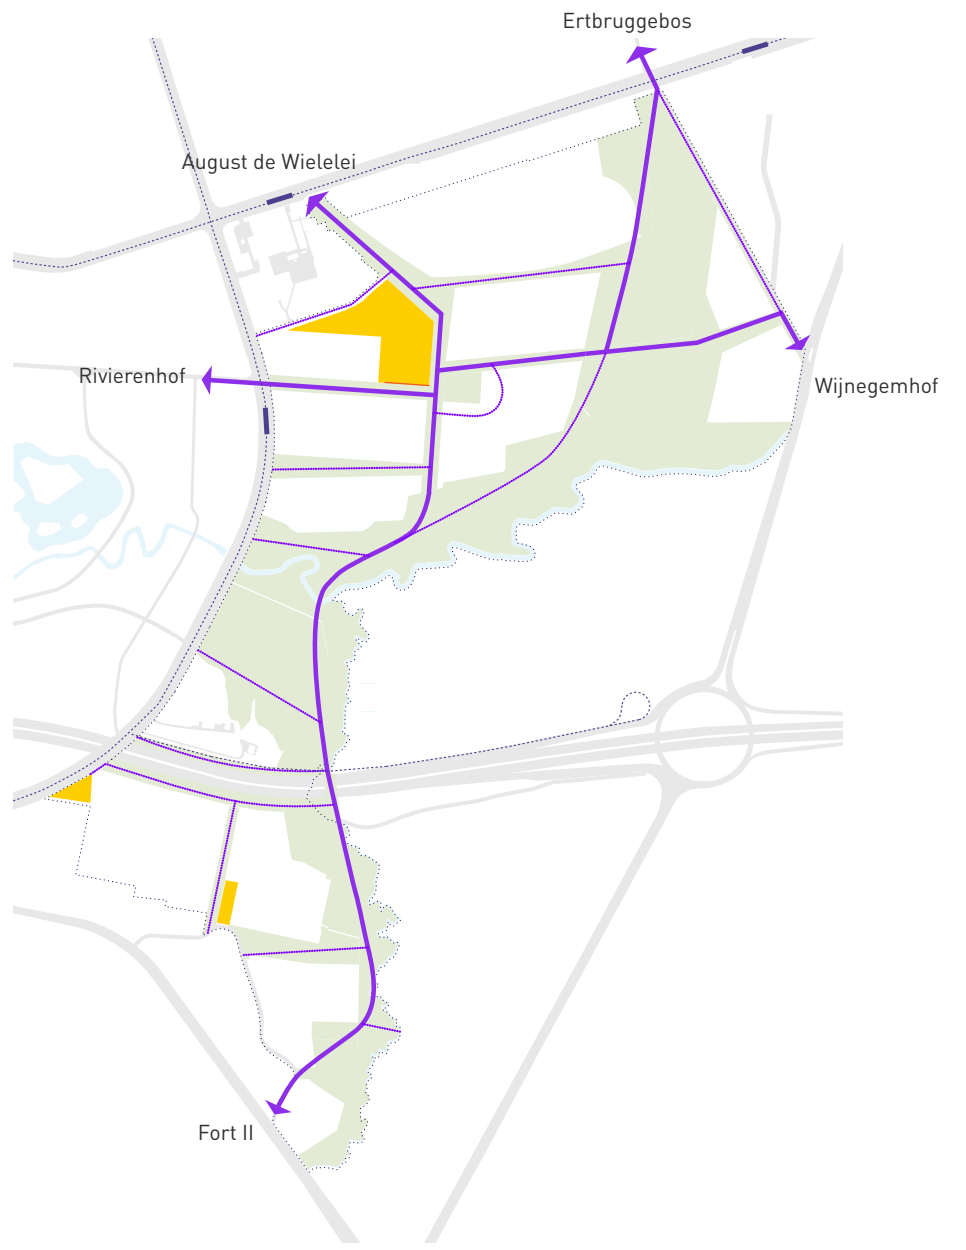 Ertbruggebos
August de Wielelei
Rivierenhof
Wijnegemhof
Fort II